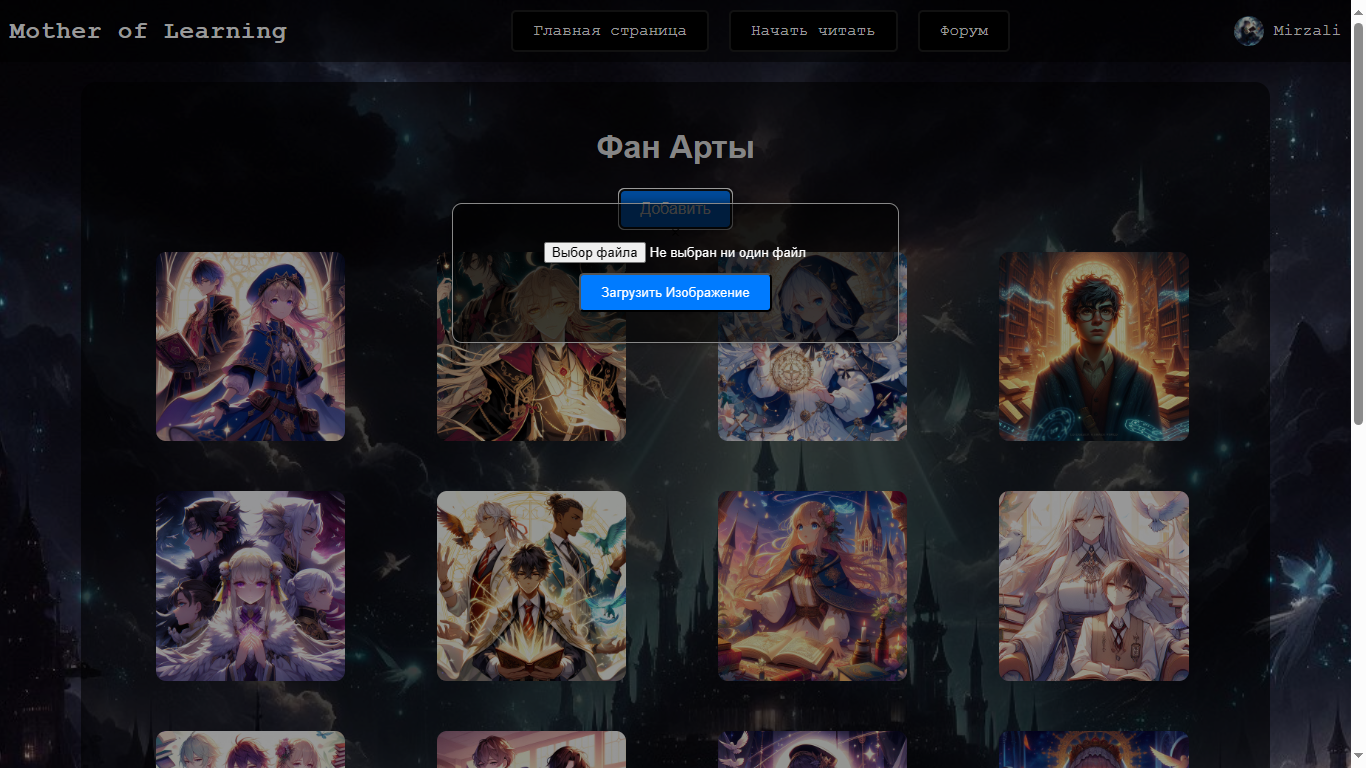 Mother of Learning
Главная страница
Начать читать
Форум
Mirzali
Фан Арты
Добавить
Выбор файла Не выбран ни один файл
Загрузить Изображение